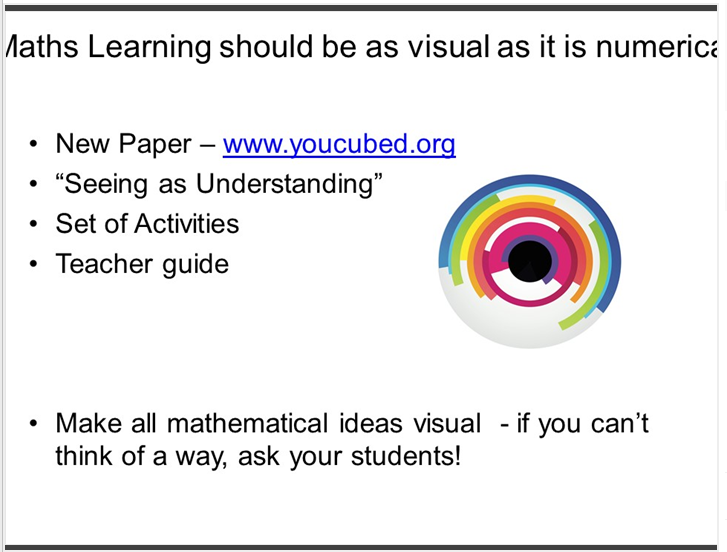 Maths Learning should be as visual as it is numerica
• New Paper – www.youcubed.org
• “Seeing as Understanding”
• Set of Activities
• Teacher guide
• Make all mathematical ideas visual - if you can’t
think of a way, ask your students!